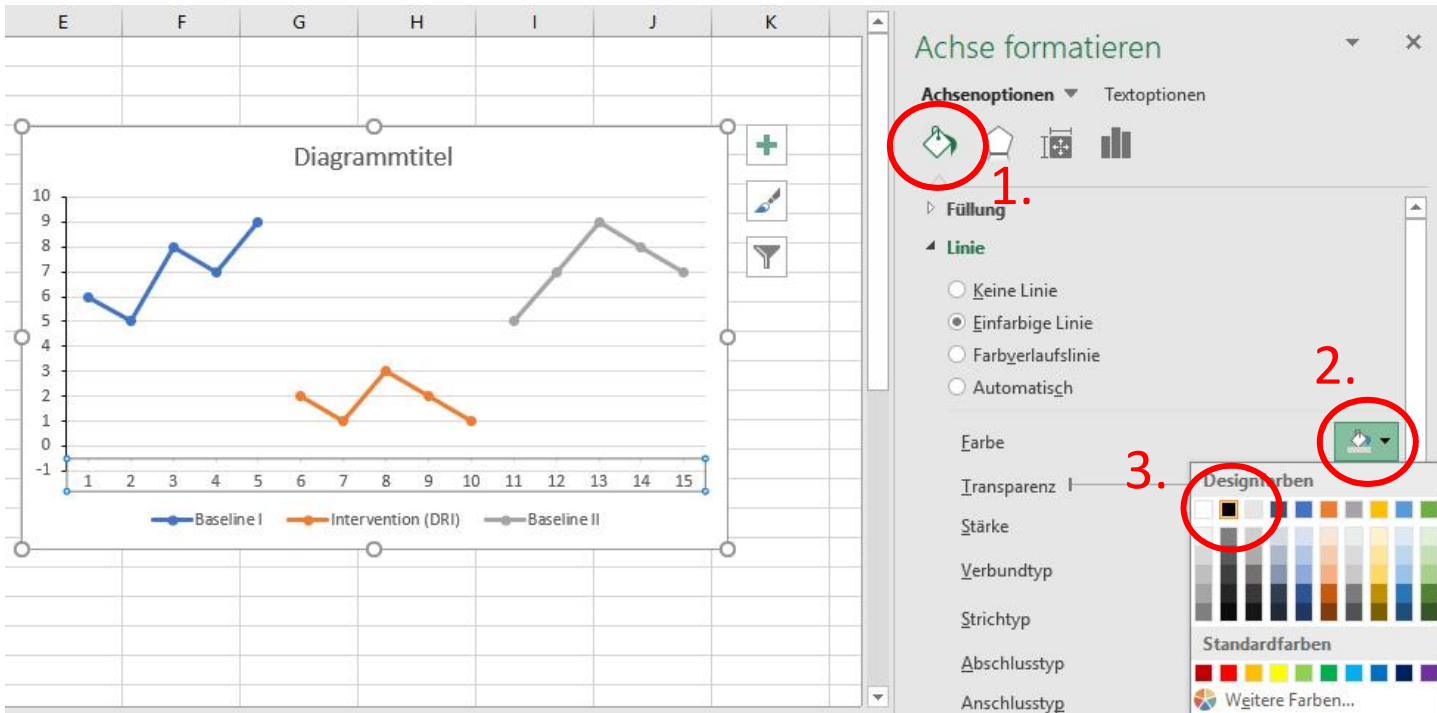 E F G H I J K
Diagrammtitel
10
9
8
7
6
5
4
3
2
1
0
-1
1 2 3 4 5 6 7 8 9 10 11 12 13 14 15
Baseline I Intervention (DRI) Baseline II
Achse formatieren
Achsenoptionen Textoptionen
1.
Füllung
Linie
Keine Linie
Einfarbige Linie
Farbverlaufslinie
Automatisch
2.
Farbe
3.
Transparenz
Designfarben
Stärke
Verbundtyp
Strichtyp
Standardfarben
Abschlusstyp
Anschlusstyp
Weitere Farben...